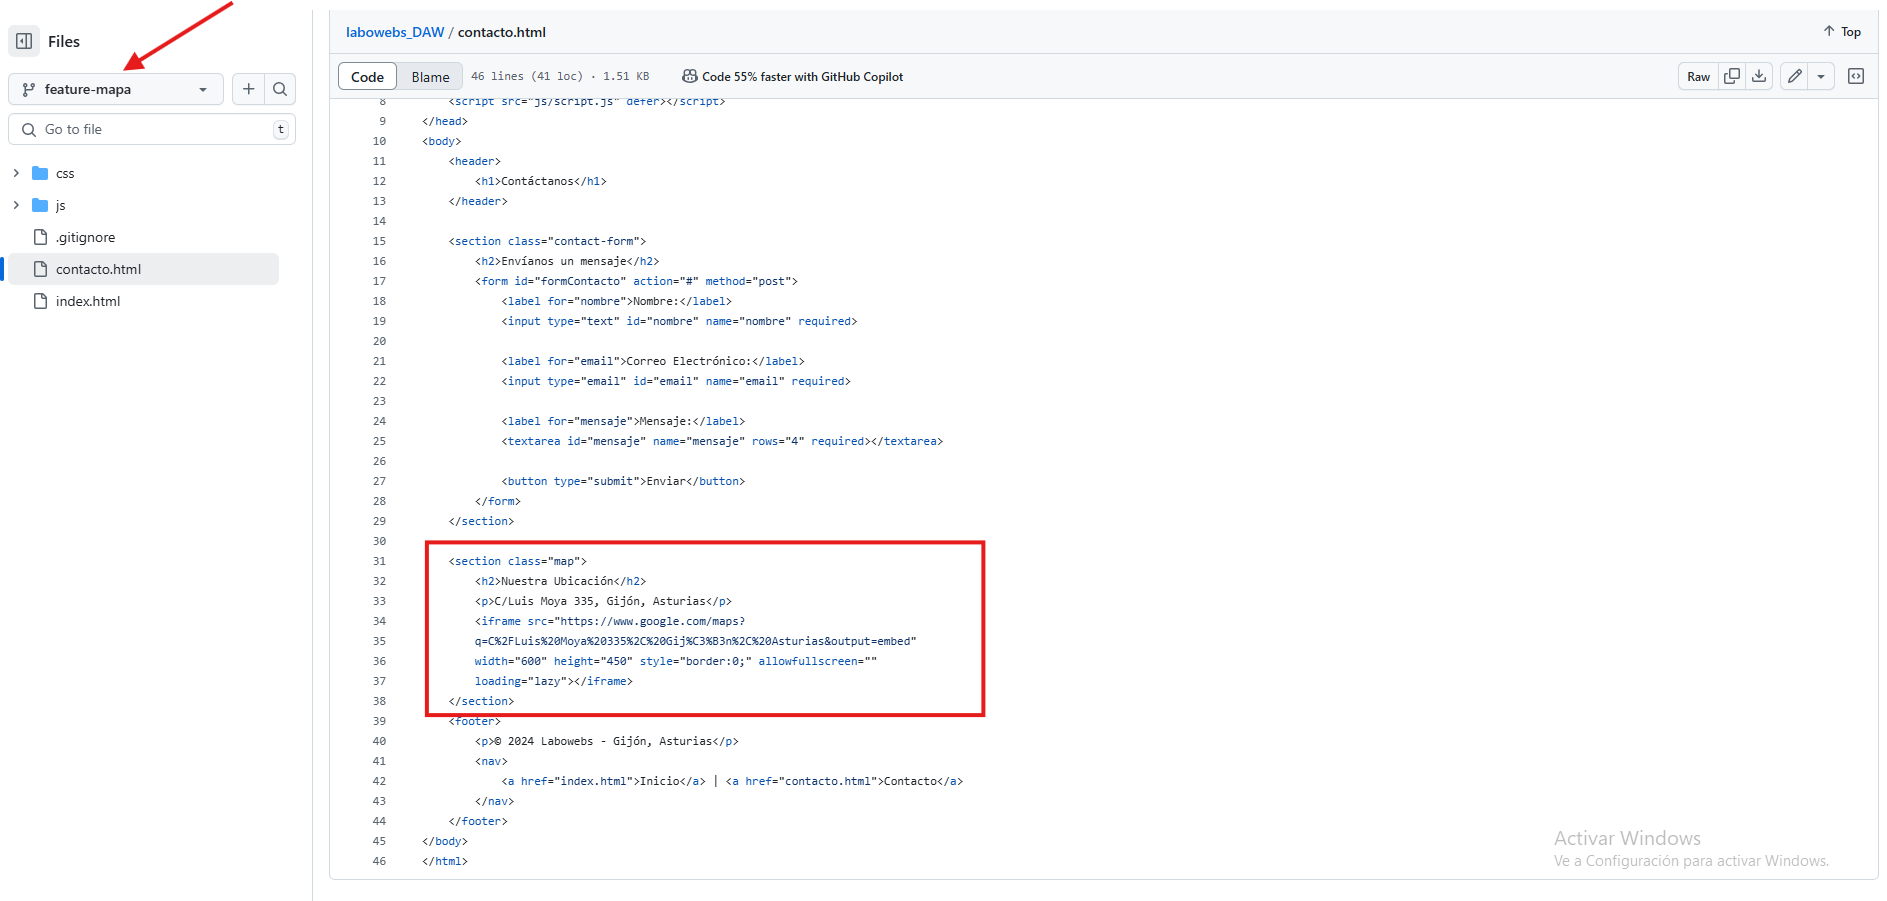 Files
feature-mapa
Go to file
t
css
js
.gitignore
contacto.html
index.html
labowebs_DAW / contacto.html
Top
Code Blame 46 lines (41 loc) · 1.51 KB Code 55% faster with GitHub Copilot
Raw
8 <script src="js/script.js" defer></script>
9 </head>
10 <body>
11 <header>
12 <h1>Contáctanos</h1>
13 </header>
14
15 <section class="contact-form">
16 <h2>Envíanos un mensaje</h2>
17 <form id="formContacto" action="#" method="post">
18 <label for="nombre">Nombre:</label>
19 <input type="text" id="nombre" name="nombre" required>
20
21 <label for="email">Correo Electrónico:</label>
22 <input type="email" id="email" name="email" required>
23
24 <label for="mensaje">Mensaje:</label>
25 <textarea id="mensaje" name="mensaje" rows="4" required></textarea>
26
27 <button type="submit">Enviar</button>
28 </form>
29 </section>
30
31 <section class="map">
32 <h2>Nuestra Ubicación</h2>
33 <p>C/Luis Moya 335, Gijón, Asturias</p>
34 <iframe src="https://www.google.com/maps?
35 q=C%2FLuis%20Moya%20335%2C%20Gij%C3%B3n%2C%20Asturias&output=embed"
36 width="600" height="450" style="border:0;" allowfullscreen=""
37 loading="lazy"></iframe>
38 </section>
39 <footer>
40 <p>© 2024 Labowebs - Gijón, Asturias</p>
41 <nav>
42 <a href="index.html">Inicio</a> | <a href="contacto.html">Contacto</a>
43 </nav>
44 </footer>
45 </body>
46 </html>
Activar Windows
Ve a Configuración para activar Windows.